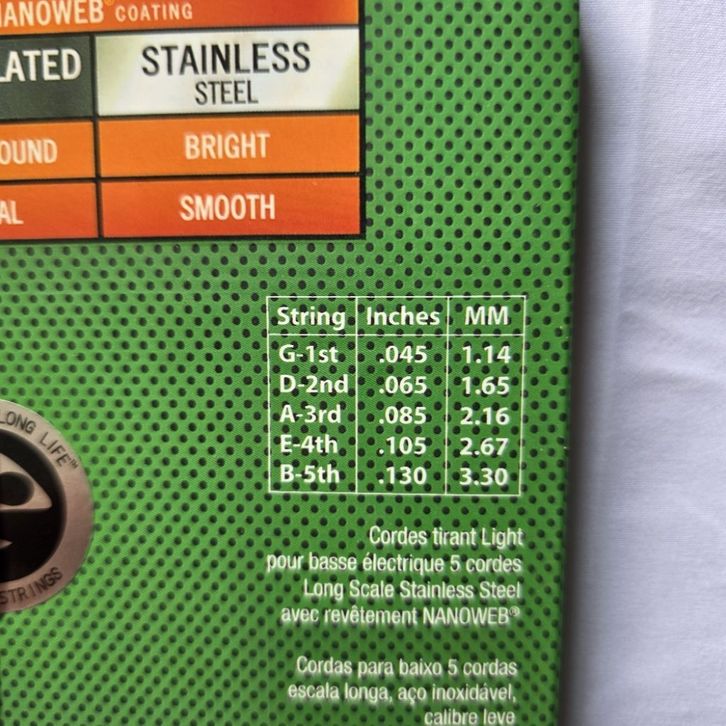 NANOWEB® COATING
LATED
STAINLESS
STEEL
OUND
BRIGHT
AL
SMOOTH
String Inches MM
G-1st .045 1.14
D-2nd .065 1.65
A-3rd .085 2.16
E-4th .105 2.67
B-5th .130 3.30
LONG LIFE™
STRINGS
Cordes tirant Light
pour basse électrique 5 cordes
Long Scale Stainless Steel
avec revêtement NANOWEB®
Cordas para baixo 5 cordas
escala longa, aço inoxidável,
calibre leve